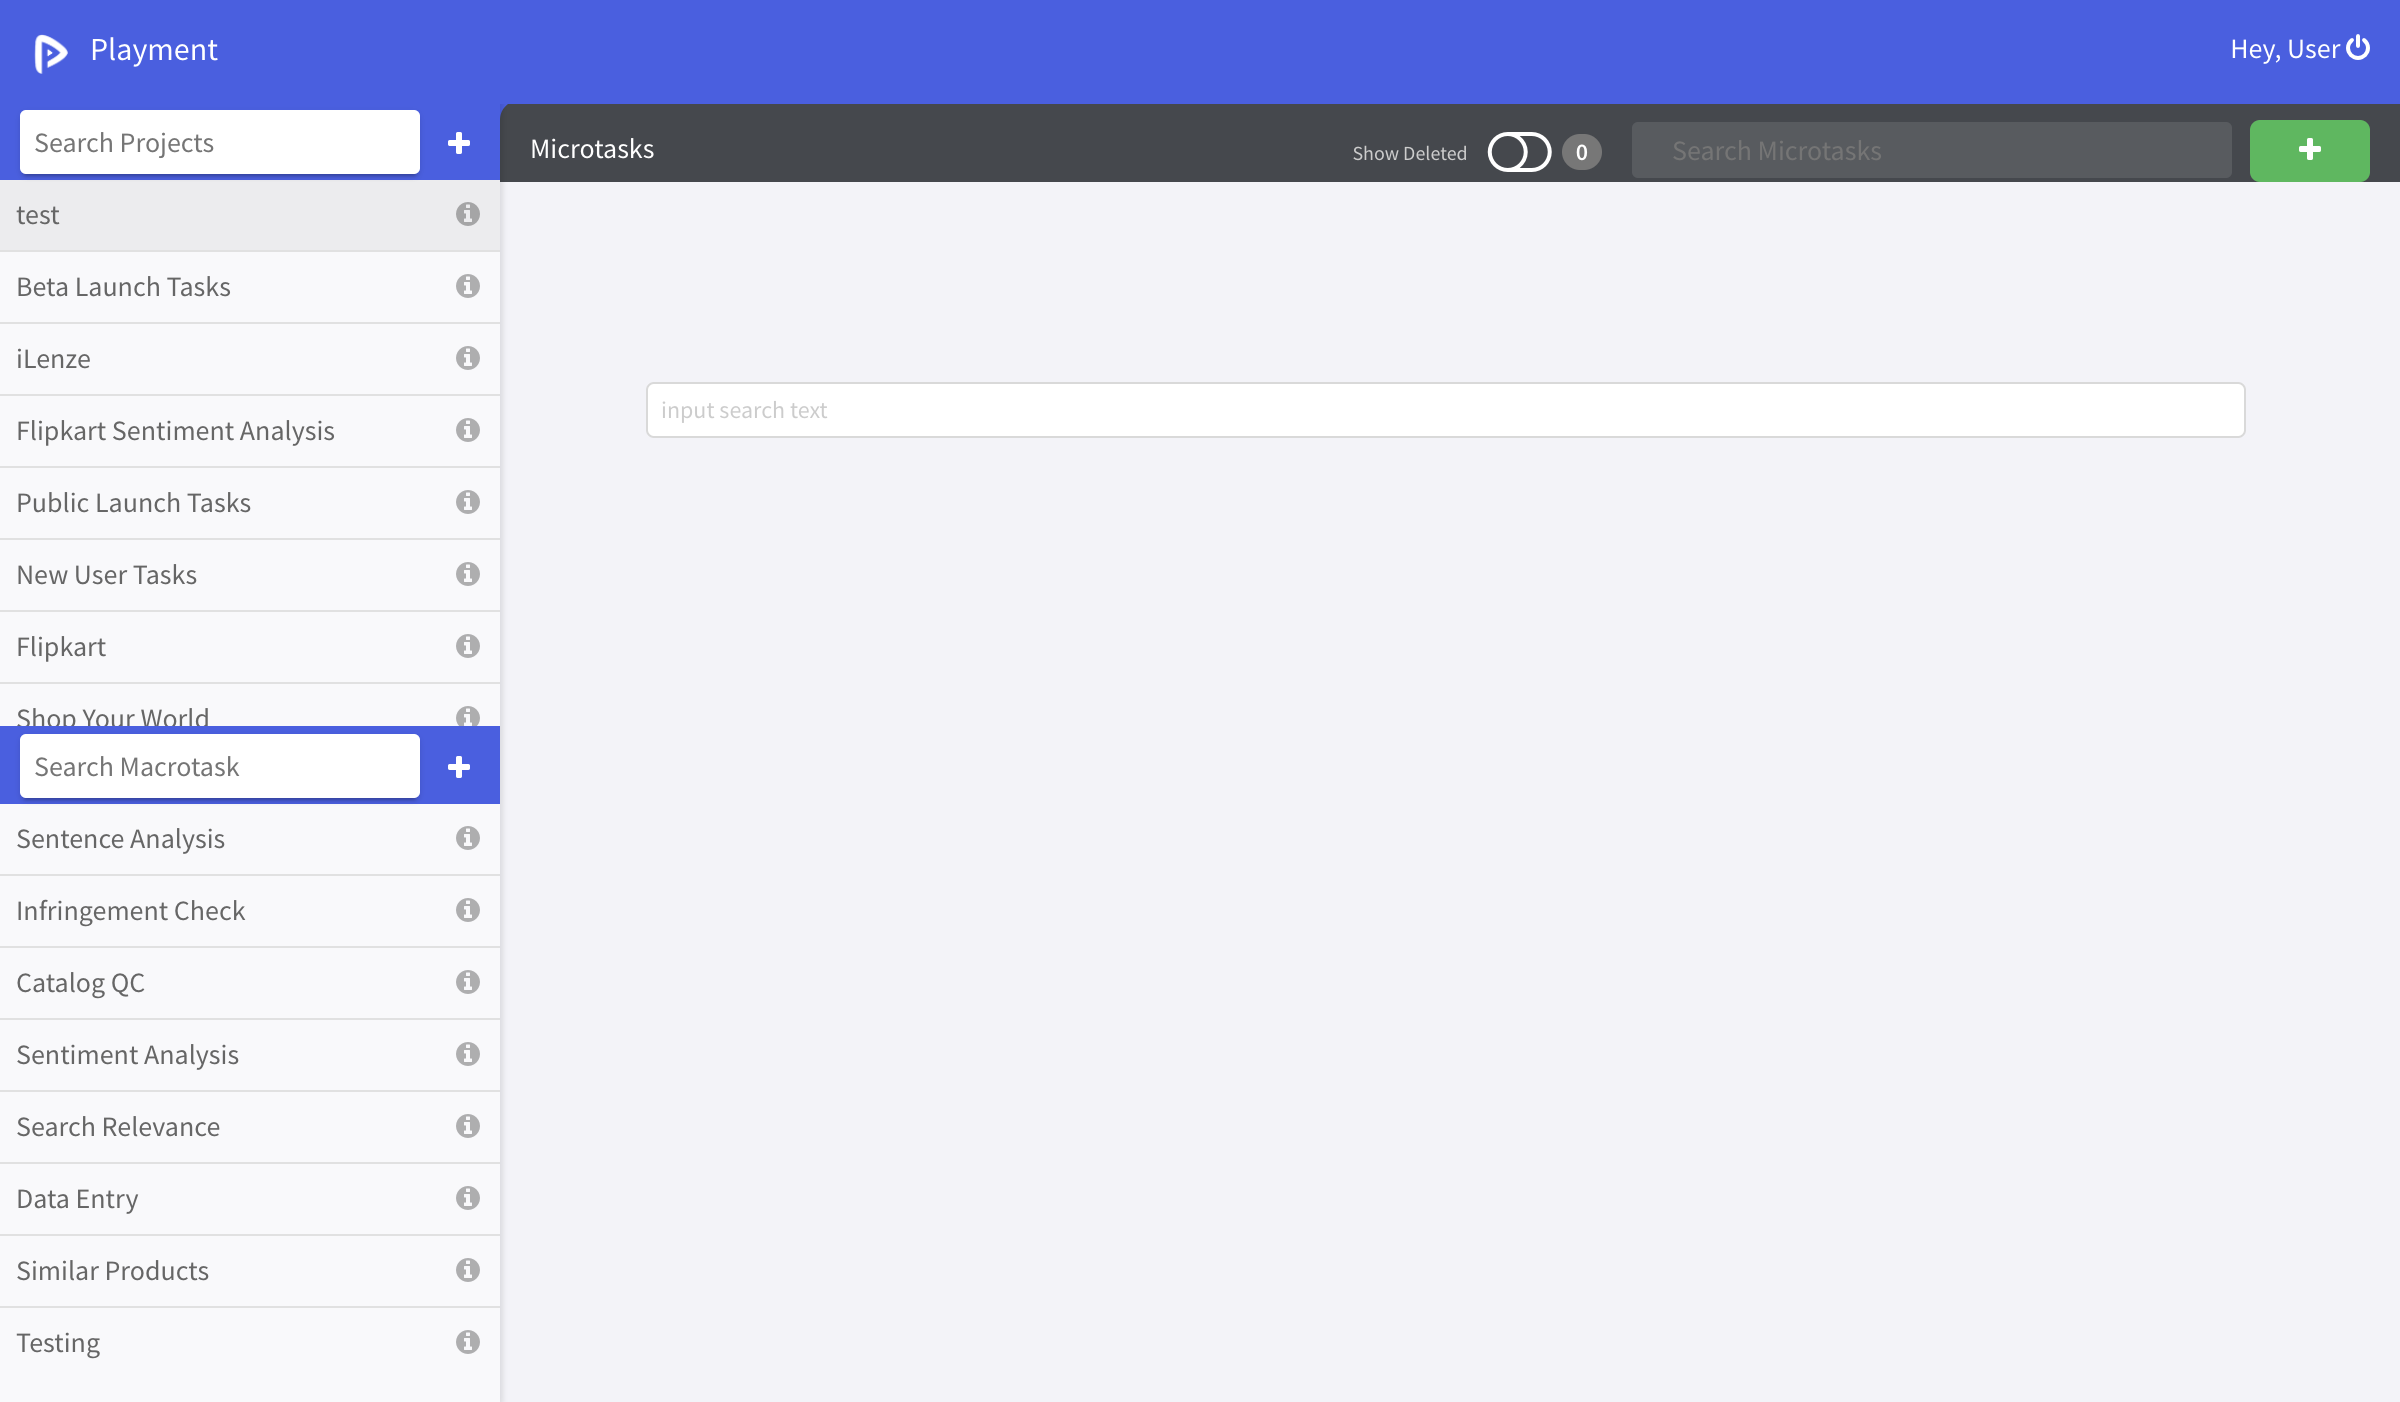 Playment
Hey, User
Search Projects
Microtasks
Show Deleted
0
Search Microtasks
test
Beta Launch Tasks
iLenze
Flipkart Sentiment Analysis
Public Launch Tasks
New User Tasks
Flipkart
Shop Your World
input search text
Search Macrotask
Sentence Analysis
Infringement Check
Catalog QC
Sentiment Analysis
Search Relevance
Data Entry
Similar Products
Testing